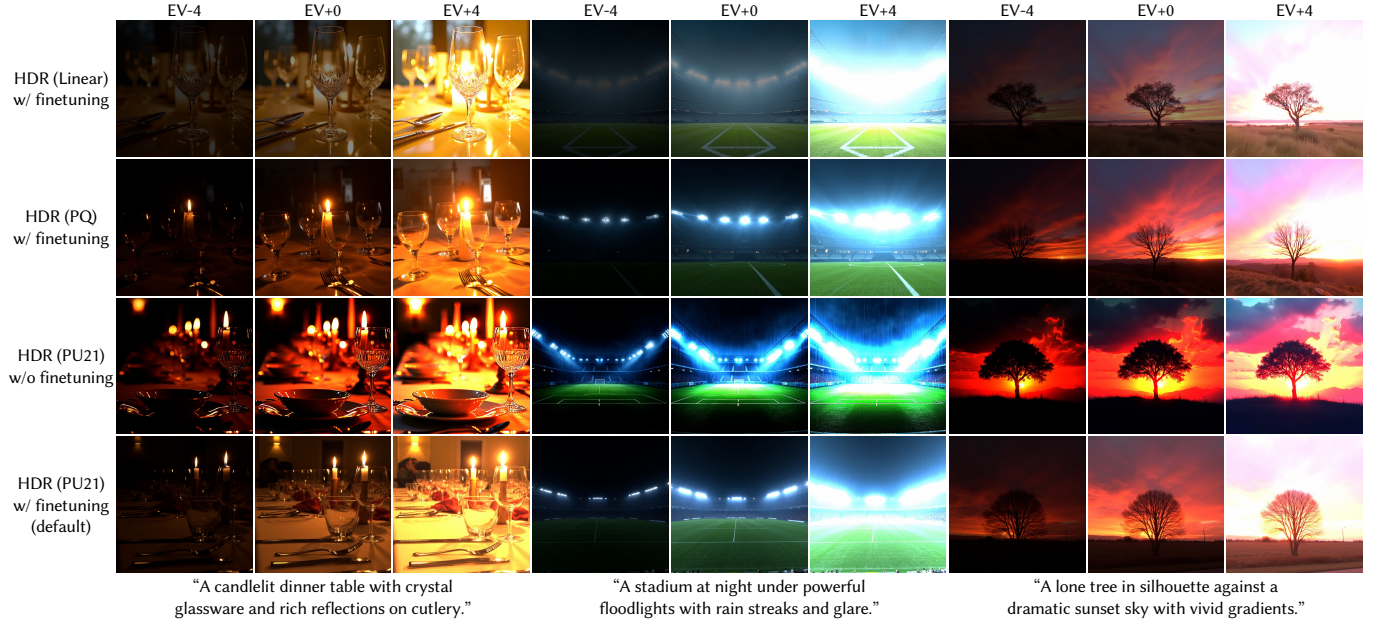 EV-4 EV+0 EV+4 EV-4 EV+0 EV+4 EV-4 EV+0 EV+4
HDR (Linear)
w/ finetuning
HDR (PQ)
w/ finetuning
HDR (PU21)
w/o finetuning
HDR (PU21)
w/ finetuning
(default)
“A candlelit dinner table with crystal
glassware and rich reflections on cutlery.”
“A stadium at night under powerful
floodlights with rain streaks and glare.”
“A lone tree in silhouette against a
dramatic sunset sky with vivid gradients.”